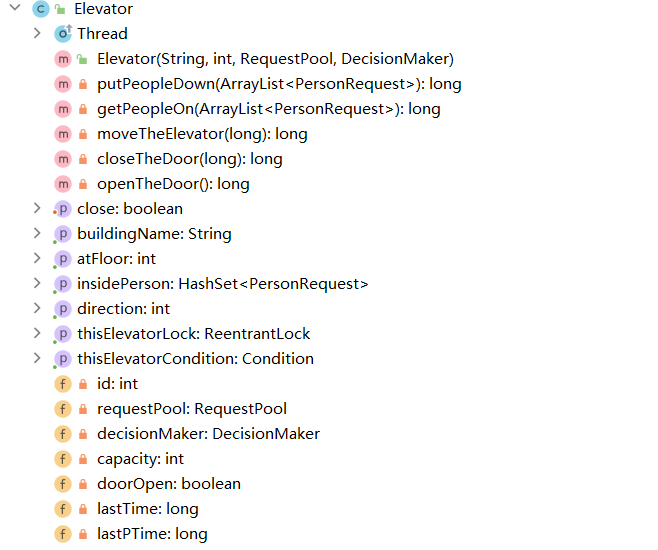 Elevator
Thread
Elevator(String, int, RequestPool, DecisionMaker)
putPeopleDown(ArrayList<PersonRequest>): long
getPeopleOn(ArrayList<PersonRequest>): long
moveTheElevator(long): long
closeTheDoor(long): long
openTheDoor(): long
close: boolean
buildingName: String
atFloor: int
insidePerson: HashSet<PersonRequest>
direction: int
thisElevatorLock: ReentrantLock
thisElevatorCondition: Condition
id: int
requestPool: RequestPool
decisionMaker: DecisionMaker
capacity: int
doorOpen: boolean
lastTime: long
lastPTime: long